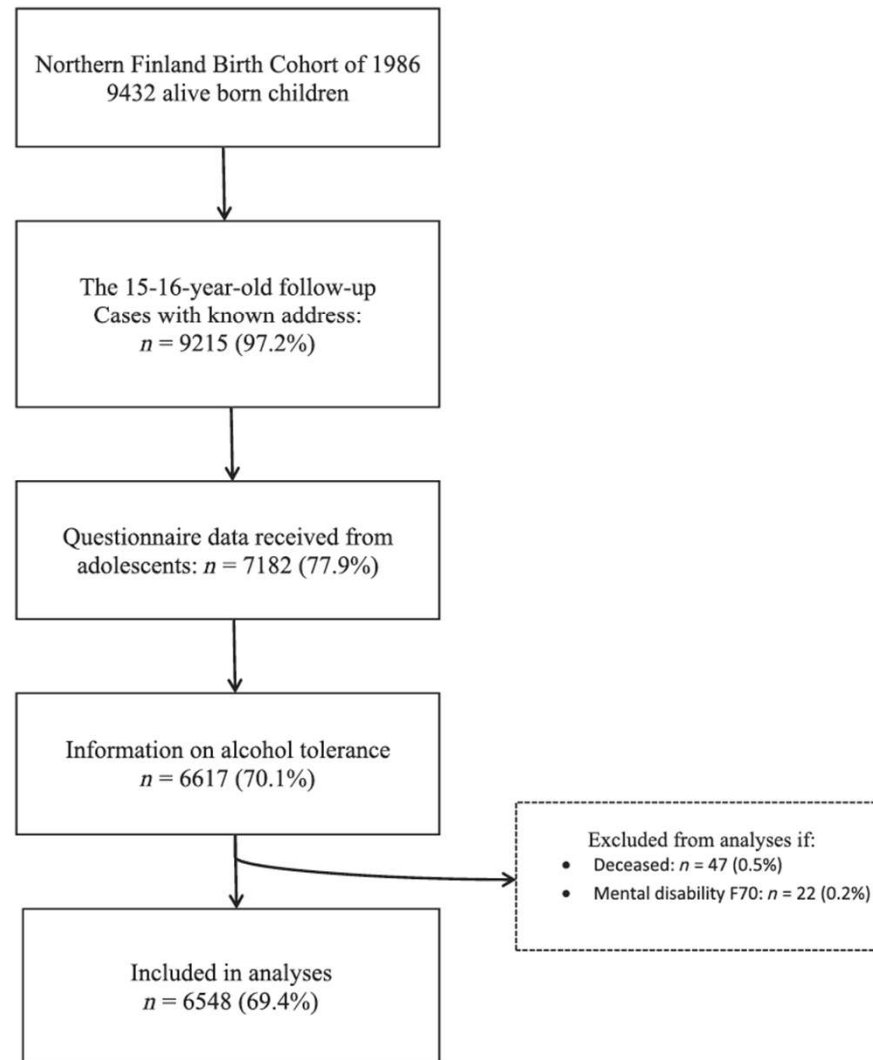 Northern Finland Birth Cohort of 1986
9432 alive born children
The 15-16-year-old follow-up
Cases with known address:
n = 9215 (97.2%)
Questionnaire data received from
adolescents: n = 7182 (77.9%)
Information on alcohol tolerance
n = 6617 (70.1%)
Excluded from analyses if:
• Deceased: n = 47 (0.5%)
• Mental disability F70: n = 22 (0.2%)
Included in analyses
n = 6548 (69.4%)